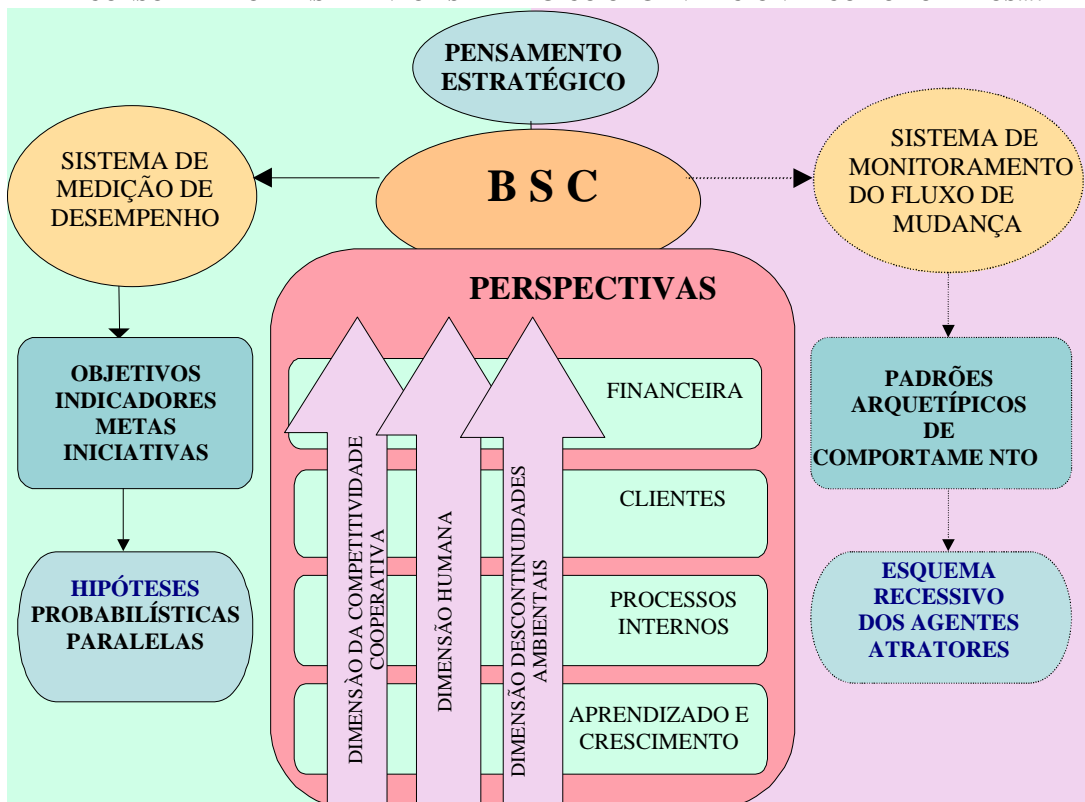 PENSAMENTO
ESTRATÉGICO
SISTEMA DE
MEDIÇÃO DE
DESEMPENHO
B S C
SISTEMA DE
MONITORAMENTO
DO FLUXO DE
MUDANÇA
PERSPECTIVAS
OBJETIVOS
INDICADORES
METAS
INICIATIVAS
FINANCEIRA
CLIENTES
PROCESSOS
INTERNOS
APRENDIZADO E
CRESCIMENTO
DIMENSÀO DA COMPETITIVIDADE
COOPERATIVA
DIMENSÃO HUMANA
DIMENSÃO DESCONTINUIDADES
AMBIENTAIS
PADRÕES
ARQUETÍPICOS
DE
COMPORTAME NTO
HIPÓTESES
PROBABILÍSTICAS
PARALELAS
ESQUEMA
RECESSIVO
DOS AGENTES
ATRATORES